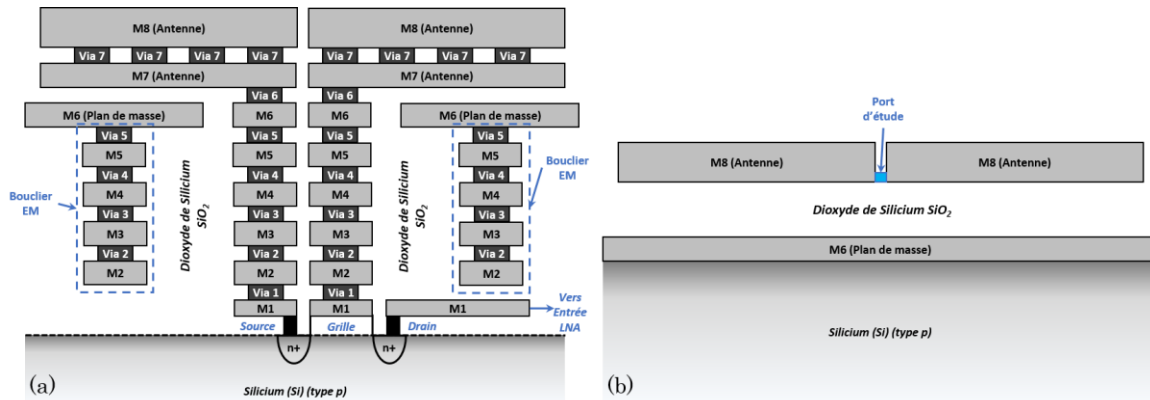 M8 (Antenne) M8 (Antenne)
Via 7 Via 7 Via 7 Via 7 Via 7 Via 7 Via 7 Via 7
M7 (Antenne) M7 (Antenne)
Via 6 Via 6
M6 (Plan de masse) M6 M6 M6 (Plan de masse)
Via 5 Via 5 Via 5 Via 5
M5 M5 M5 M5
Via 4 Via 4 Via 4 Via 4
M4 M4 M4 M4
Via 3 Via 3 Via 3 Via 3
M3 M3 M3 M3
Via 2 Via 2 Via 2 Via 2
M2 M2 M2 M2
Via 1 Via 1
M1 M1 M1
Bouclier
EM
Dioxyde de Silicium
SiO2
Dioxyde de Silicium
SiO2
Bouclier
EM
Vers
Entrée
LNA
Source Grille Drain
n+ n+
Silicium (Si) (type p)
(a)
Port
d'étude
M8 (Antenne) M8 (Antenne)
Dioxyde de Silicium SiO2
M6 (Plan de masse)
Silicium (Si) (type p)
(b)